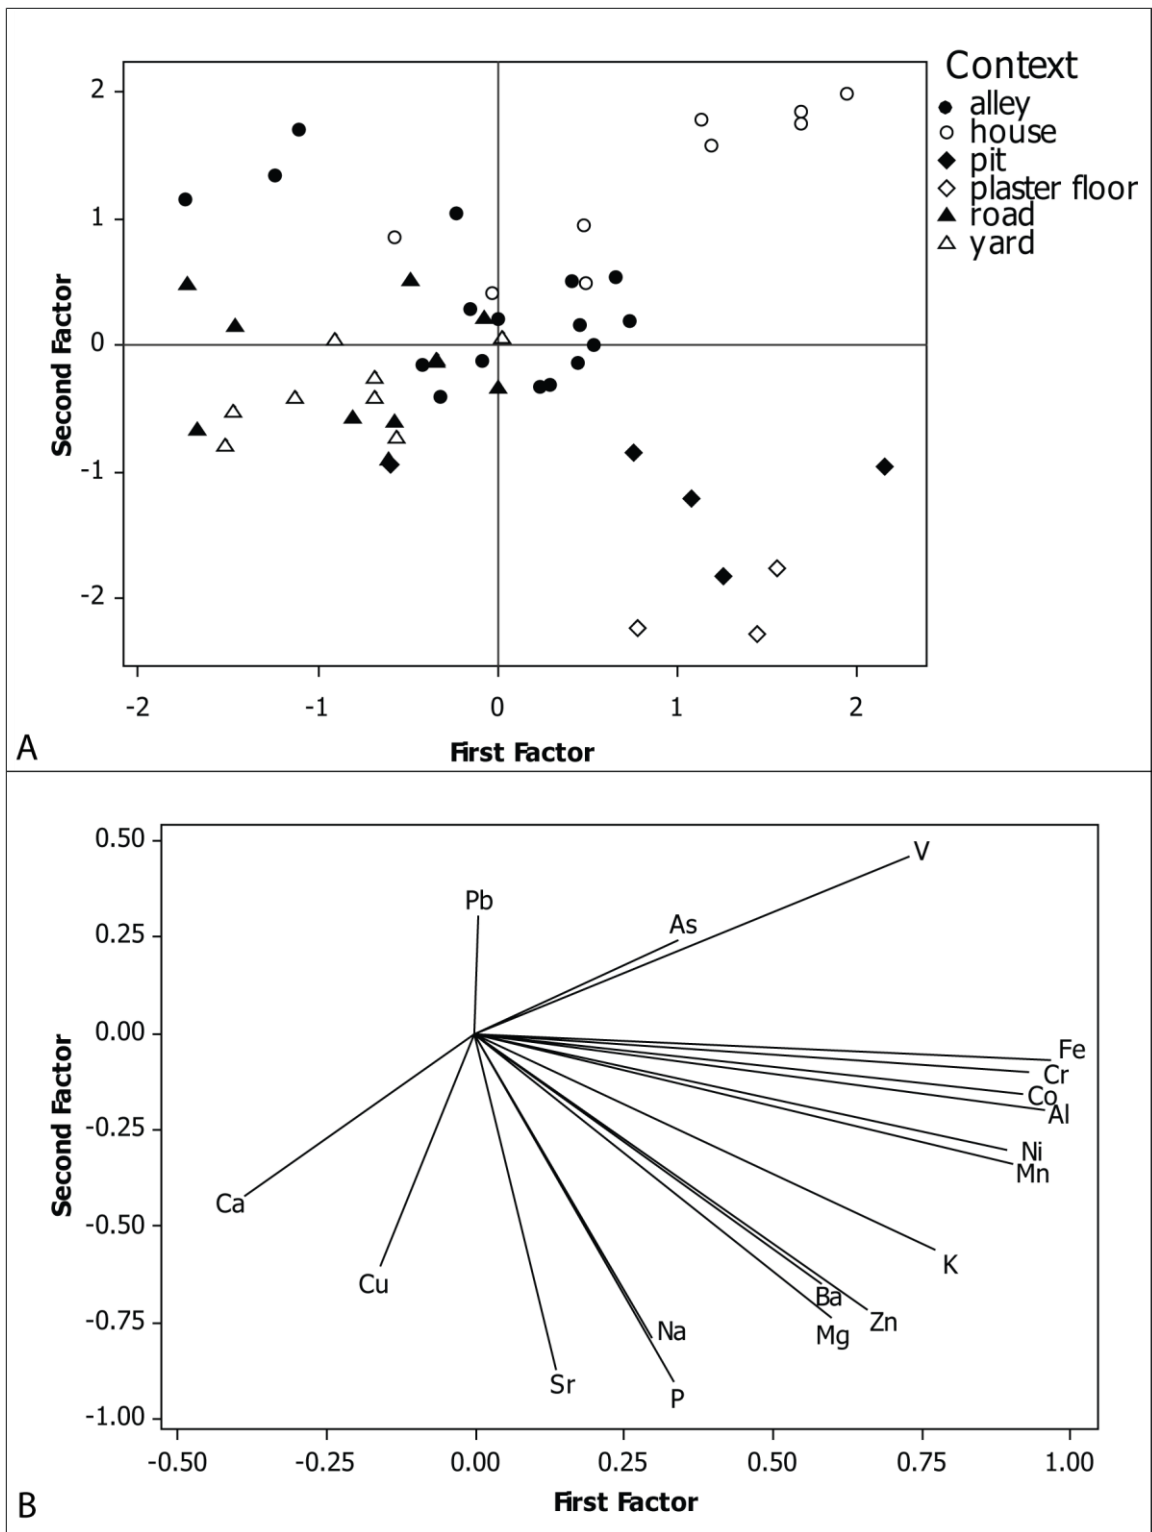 Context
alley
house
pit
plaster floor
road
yard
2
1
0
-1
-2
Second Factor
-2 -1 0 1 2
First Factor
A
0.50
0.25
0.00
-0.25
-0.50
-0.75
-1.00
Second Factor
V
Pb
As
Fe
Cr
Co
Al
Ni
Mn
Ca
K
Cu
Ba
Zn
Na
Mg
Sr
P
-0.50 -0.25 0.00 0.25 0.50 0.75 1.00
First Factor
B